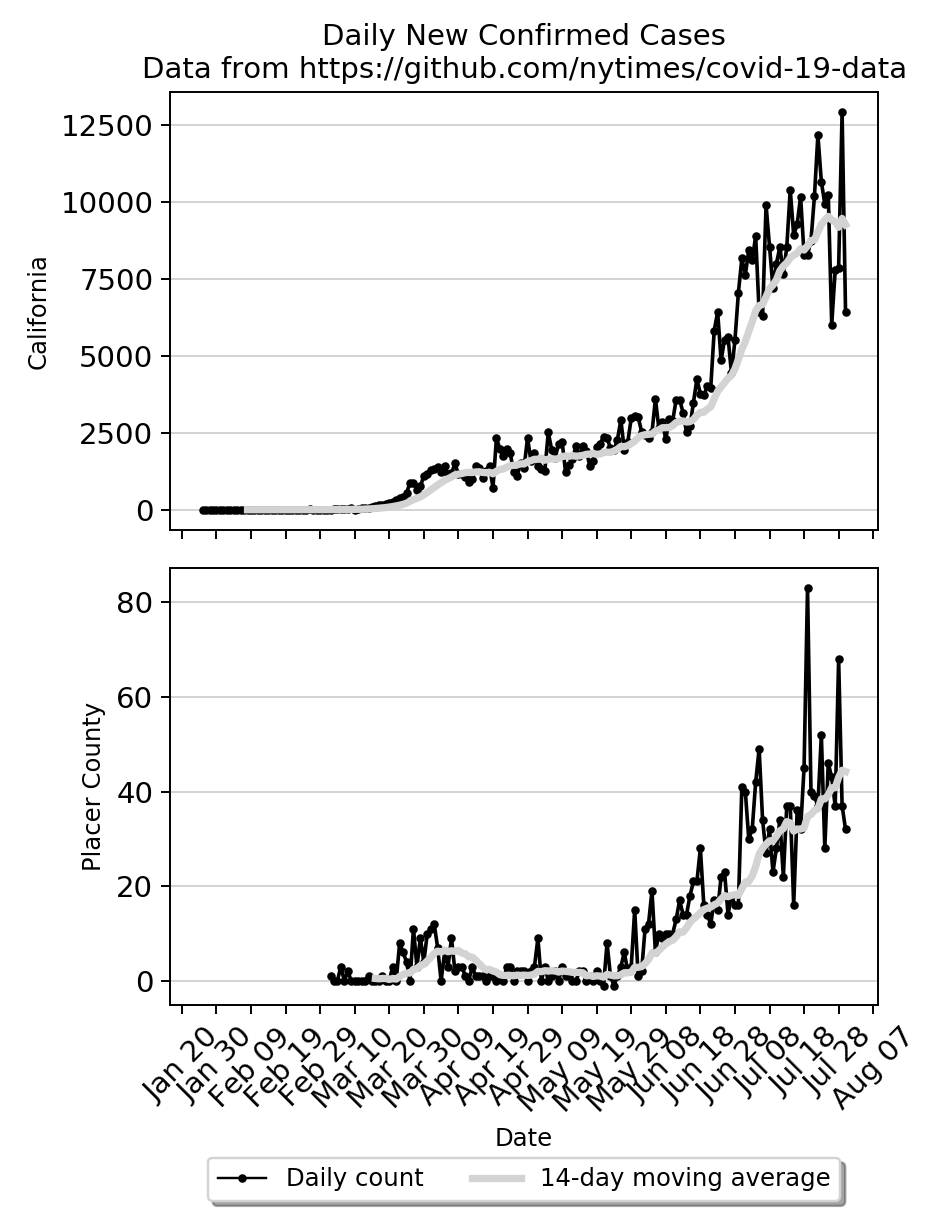 Daily New Confirmed Cases
Data from https://github.com/nytimes/covid-19-data
12500
10000
7500
5000
2500
0
California
80
60
40
20
0
Placer County
Jan 20
Jan 30
Feb 09
Feb 19
Feb 29
Mar 10
Mar 20
Mar 30
Apr 09
Apr 19
Apr 29
May 09
May 19
May 29
Jun 08
Jun 18
Jun 28
Jul 08
Jul 18
Jul 28
Aug 07
Date
Daily count
14-day moving average